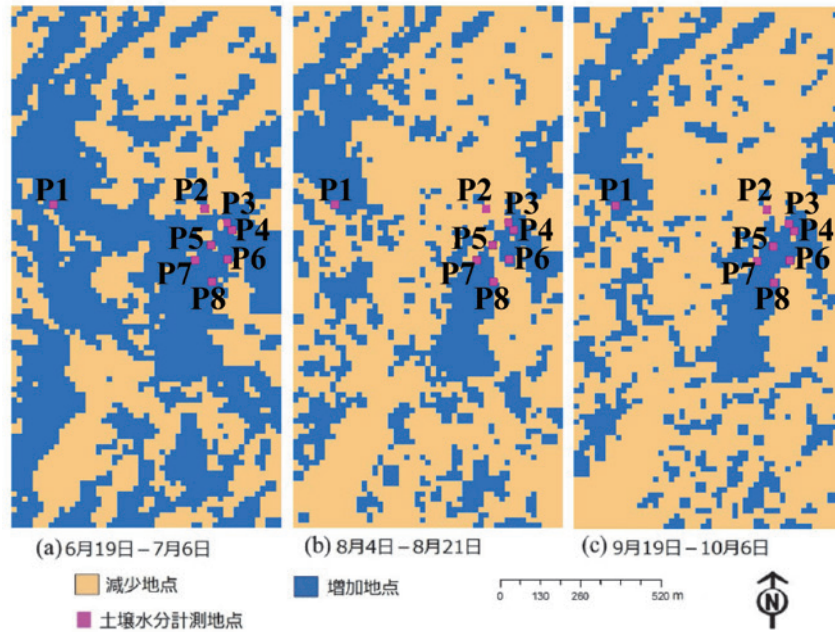 P1
P2
P3
P4
P5
P6
P7
P8
P1
P2
P3
P4
P5
P6
P7
P8
P1
P2
P3
P4
P5
P6
P7
P8
(a) 6月19日－7月6日
(b) 8月4日－8月21日
(c) 9月19日－10月6日
減少地点
増加地点
土壌水分計測地点
0 130 260 520 m
N